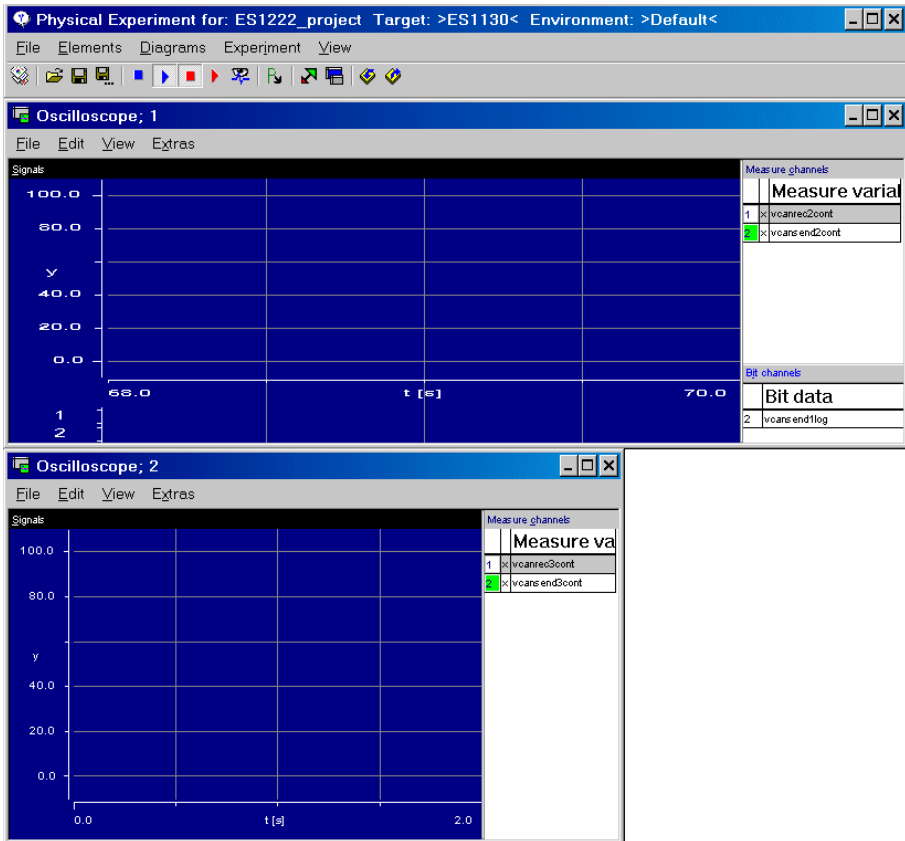 Physical Experiment for: ES1222_project Target: >ES1130< Environment: >Default<
File Elements Diagrams Experiment View
Oscilloscope; 1
File Edit View Extras
Signals
Measure channels
Measure varial
1 x vcanrec2cont
2 x vcansend2cont
100.0
80.0
y
40.0
20.0
0.0
68.0 t [s] 70.0
1
2
Bit channels
Bit data
2 vcansend1log
Oscilloscope; 2
File Edit View Extras
Signals
Measure channels
Measure va
1 x vcanrec3cont
2 x vcansend3cont
100.0
80.0
y
40.0
20.0
0.0
0.0 t [s] 2.0